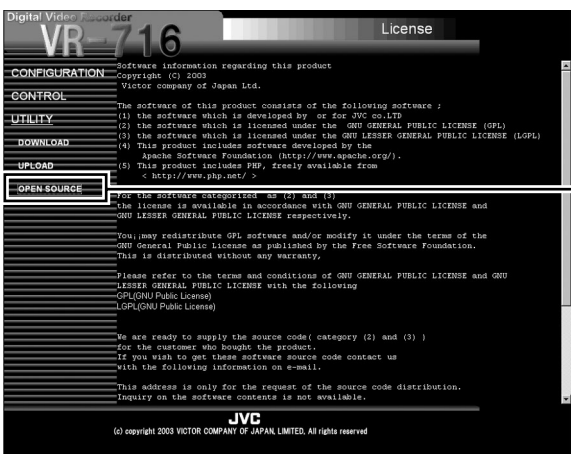 Digital Video Recorder
VR-716
License
CONFIGURATION
CONTROL
UTILITY
DOWNLOAD
UPLOAD
OPEN SOURCE
Software information regarding this product
Copyright (C) 2003
Victor company of Japan Ltd.
The software of this product consists of the following software ;
(1) the software which is developed by or for JVC co.LTD
(2) the software which is licensed under the GNU GENERAL PUBLIC LICENSE (GPL)
(3) the software which is licensed under the GNU LESSER GENERAL PUBLIC LICENSE (LGPL)
(4) This product includes software developed by the
Apache Software Foundation (http://www.apache.org/).
(5) This product includes PHP, freely available from
< http://www.php.net/ >
For the software categorized as (2) and (3)
the license is available in accordance with GNU GENERAL PUBLIC LICENSE and
GNU LESSER GENERAL PUBLIC LICENSE respectively.
You;;may redistribute GPL software and/or modify it under the terms of the
GNU General Public License as published by the Free Software Foundation.
This is distributed without any warranty,
Please refer to the terms and conditions of GNU GENERAL PUBLIC LICENSE and GNU
LESSER GENERAL PUBLIC LICENSE with the following
GPL(GNU Public License)
LGPL(GNU Public License)
We are ready to supply the source code( category (2) and (3) )
for the customer who bought the product.
If you wish to get these software source code contact us
with the following information on e-mail.
This address is only for the request of the source code distribution.
Inquiry on the software contents is not available.
JVC
(c) copyright 2003 VICTOR COMPANY OF JAPAN, LIMITED, All rights reserved